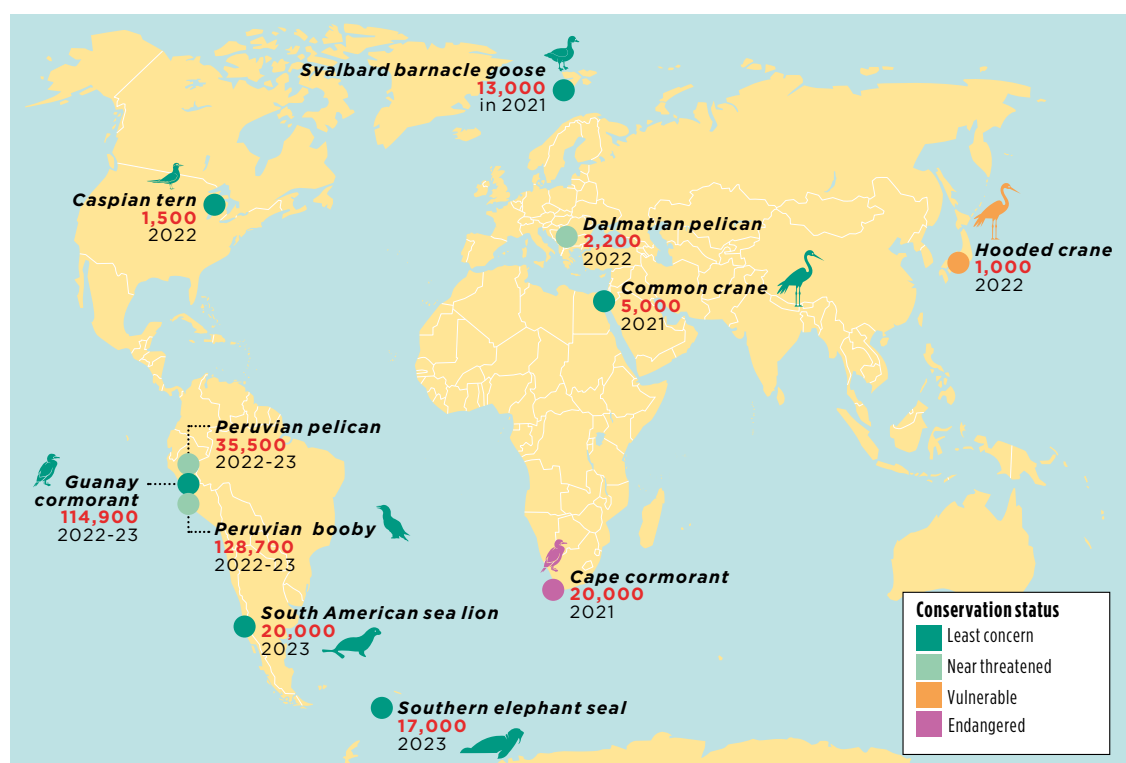 Svalbard barnacle goose
13,000
in 2021
Caspian tern
1,500
2022
Dalmatian pelican
2,200
2022
Hooded crane
1,000
2022
Common crane
5,000
2021
Peruvian pelican
35,500
2022-23
Guanay
cormorant
114,900
2022-23
Peruvian booby
128,700
2022-23
Cape cormorant
20,000
2021
South American sea lion
20,000
2023
Southern elephant seal
17,000
2023
Conservation status
Least concern
Near threatened
Vulnerable
Endangered